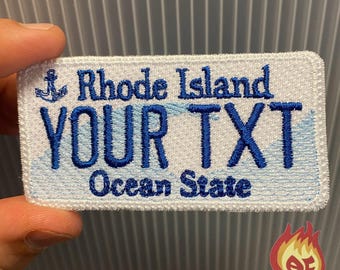 Rhode Island
YOUR TXT
Ocean State